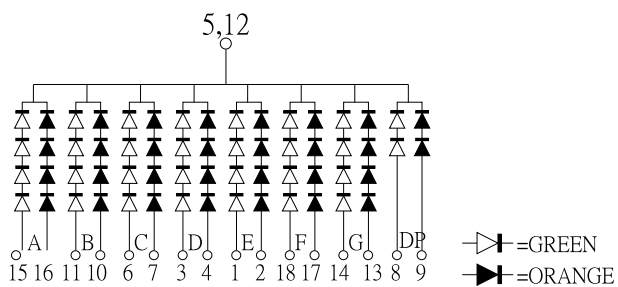 5,12
A B C D E F G DP
15 16 11 10 6 7 3 4 1 2 18 17 14 13 8 9
=GREEN
=ORANGE